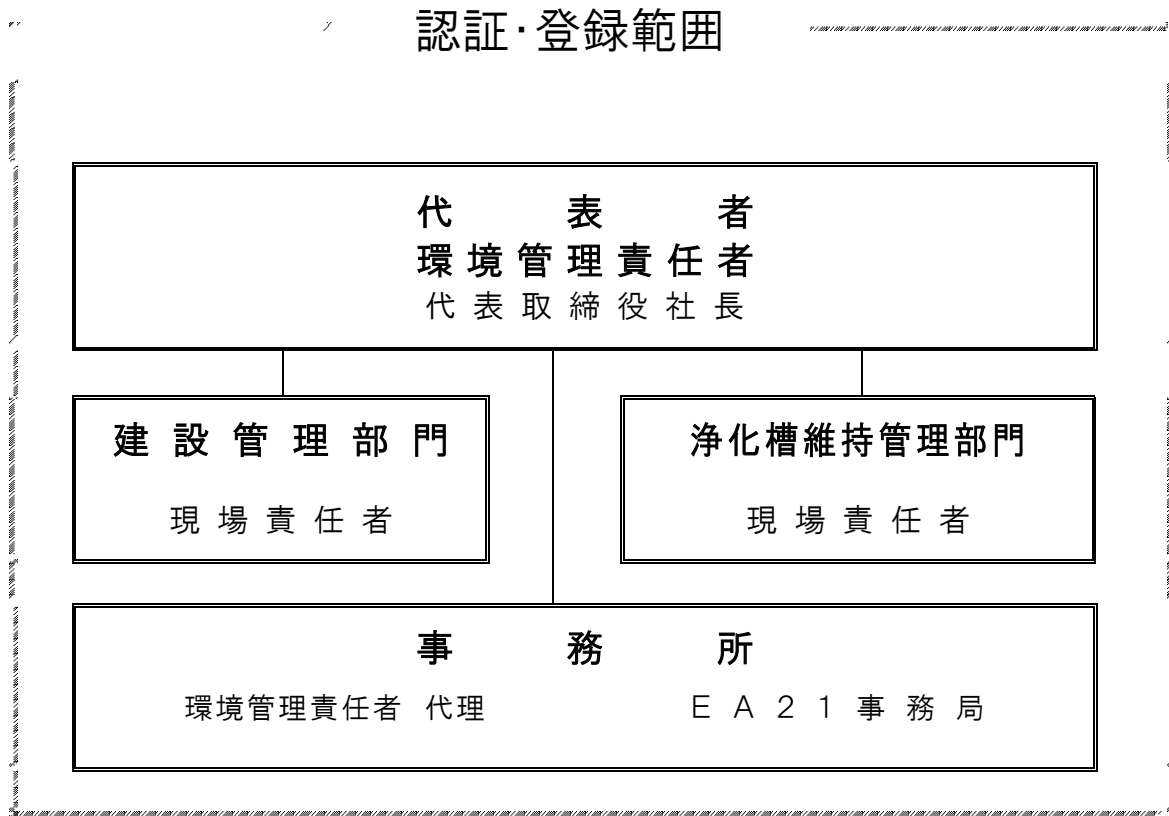 認証・登録範囲
代表者
環境管理責任者
代表取締役社長
建設管理部門
浄化槽維持管理部門
現場責任者
現場責任者
事務所
環境管理責任者 代理
ＥＡ２１事務局